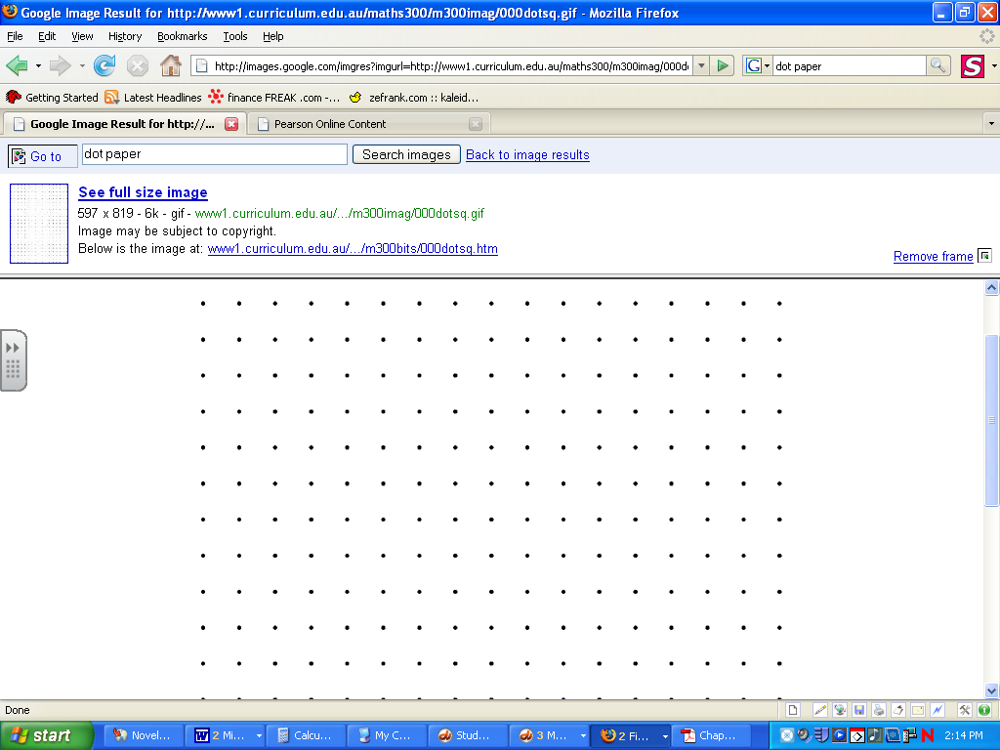 Google Image Result for http://www1.curriculum.edu.au/maths300/m300imag/000dotsq.gif - Mozilla Firefox
File Edit View History Bookmarks Tools Help
http://images.google.com/imgres?imgurl=http://www1.curriculum.edu.au/maths300/m300imag/000d G dot paper S
Getting Started Latest Headlines finance FREAK .com -... zefrank.com :: kaleid...
Google Image Result for http://... Pearson Online Content
Go to dot paper Search images Back to image results
See full size image
597 x 819 - 6k - gif - www1.curriculum.edu.au/.../m300imag/000dotsq.gif
Image may be subject to copyright.
Below is the image at: www1.curriculum.edu.au/.../m300bits/000dotsq.htm
Remove frame
Done
start Novel... W 2 Mi... Calcu... My C... Stud... 3 M... 2 Fi... Chap... N 2:14 PM